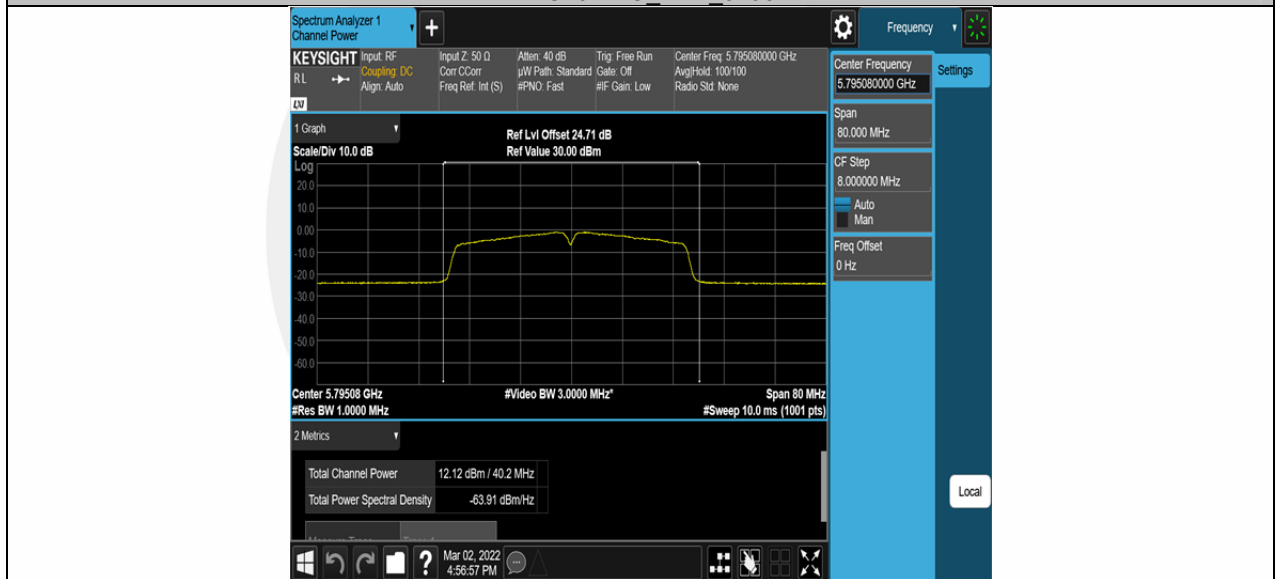 Spectrum Analyzer 1
Channel Power
+
Frequency
KEYSIGHT
Input: RF
Coupling: DC
Align: Auto
Input Z: 50 Ω
Corr CCorr
Freq Ref: Int (S)
Atten: 40 dB
µW Path: Standard
#PNO: Fast
Trig: Free Run
Gate: Off
#IF Gain: Low
Center Freq: 5.795080000 GHz
Avg|Hold: 100/100
Radio Std: None
RL
LXI
Center Frequency
5.795080000 GHz
Settings
Span
80.000 MHz
CF Step
8.000000 MHz
Auto
Man
Freq Offset
0 Hz
1 Graph
Ref Lvl Offset 24.71 dB
Scale/Div 10.0 dB
Ref Value 30.00 dBm
Log
20.0
10.0
0.00
-10.0
-20.0
-30.0
-40.0
-50.0
-60.0
Center 5.79508 GHz
#Video BW 3.0000 MHz*
Span 80 MHz
#Res BW 1.0000 MHz
#Sweep 10.0 ms (1001 pts)
2 Metrics
Total Channel Power 12.12 dBm / 40.2 MHz
Total Power Spectral Density -63.91 dBm/Hz
Local
?
Mar 02, 2022
4:56:57 PM